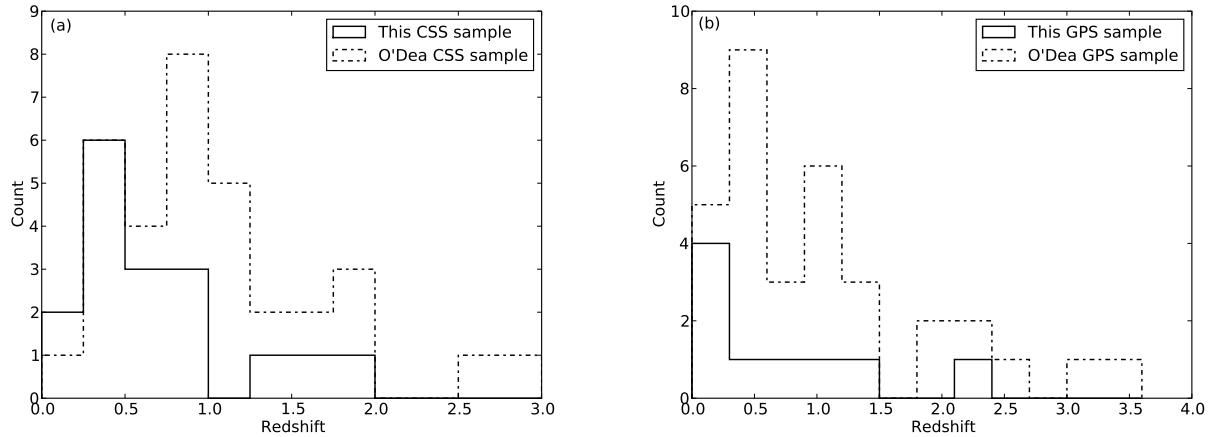 (a)
This CSS sample
O'Dea CSS sample
9
8
7
6
5
4
3
2
1
0
Count
0.0 0.5 1.0 1.5 2.0 2.5 3.0
Redshift
(b)
This GPS sample
O'Dea GPS sample
10
8
6
4
2
0
Count
0.0 0.5 1.0 1.5 2.0 2.5 3.0 3.5 4.0
Redshift